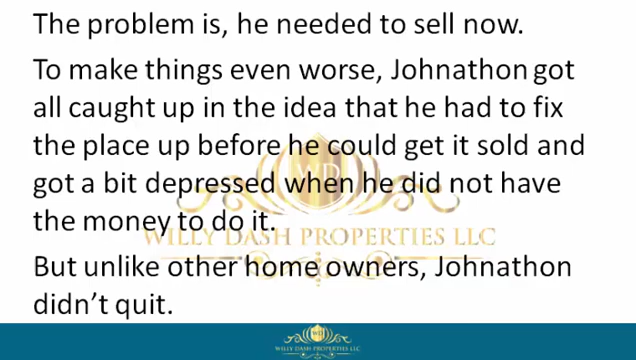 The problem is, he needed to sell now.
To make things even worse, Johnathon got
all caught up in the idea that he had to fix
the place up before he could get it sold and
got a bit depressed when he did not have
the money to do it.
WILLY DASH PROPERTIES LLC
But unlike other home owners, Johnathon
didn’t quit.
WILLY DASH PROPERTIES LLC